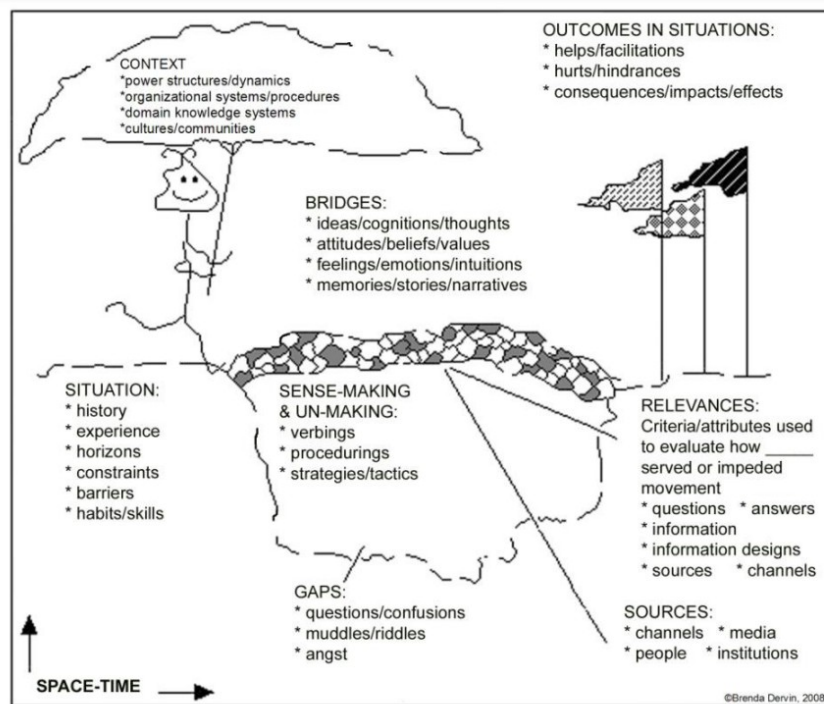 CONTEXT
*power structures/dynamics
*organizational systems/procedures
*domain knowledge systems
*cultures/communities
OUTCOMES IN SITUATIONS:
* helps/facilitations
* hurts/hindrances
* consequences/impacts/effects
BRIDGES:
* ideas/cognitions/thoughts
* attitudes/beliefs/values
* feelings/emotions/intuitions
* memories/stories/narratives
SITUATION:
* history
* experience
* horizons
* constraints
* barriers
* habits/skills
SENSE-MAKING
& UN-MAKING:
* verbings
* procedurings
* strategies/tactics
RELEVANCES:
Criteria/attributes used
to evaluate how _____
served or impeded
movement
* questions * answers
* information
* information designs
* sources * channels
GAPS:
* questions/confusions
* muddles/riddles
* angst
SOURCES:
* channels * media
* people * institutions
SPACE-TIME
©Brenda Dervin, 2008